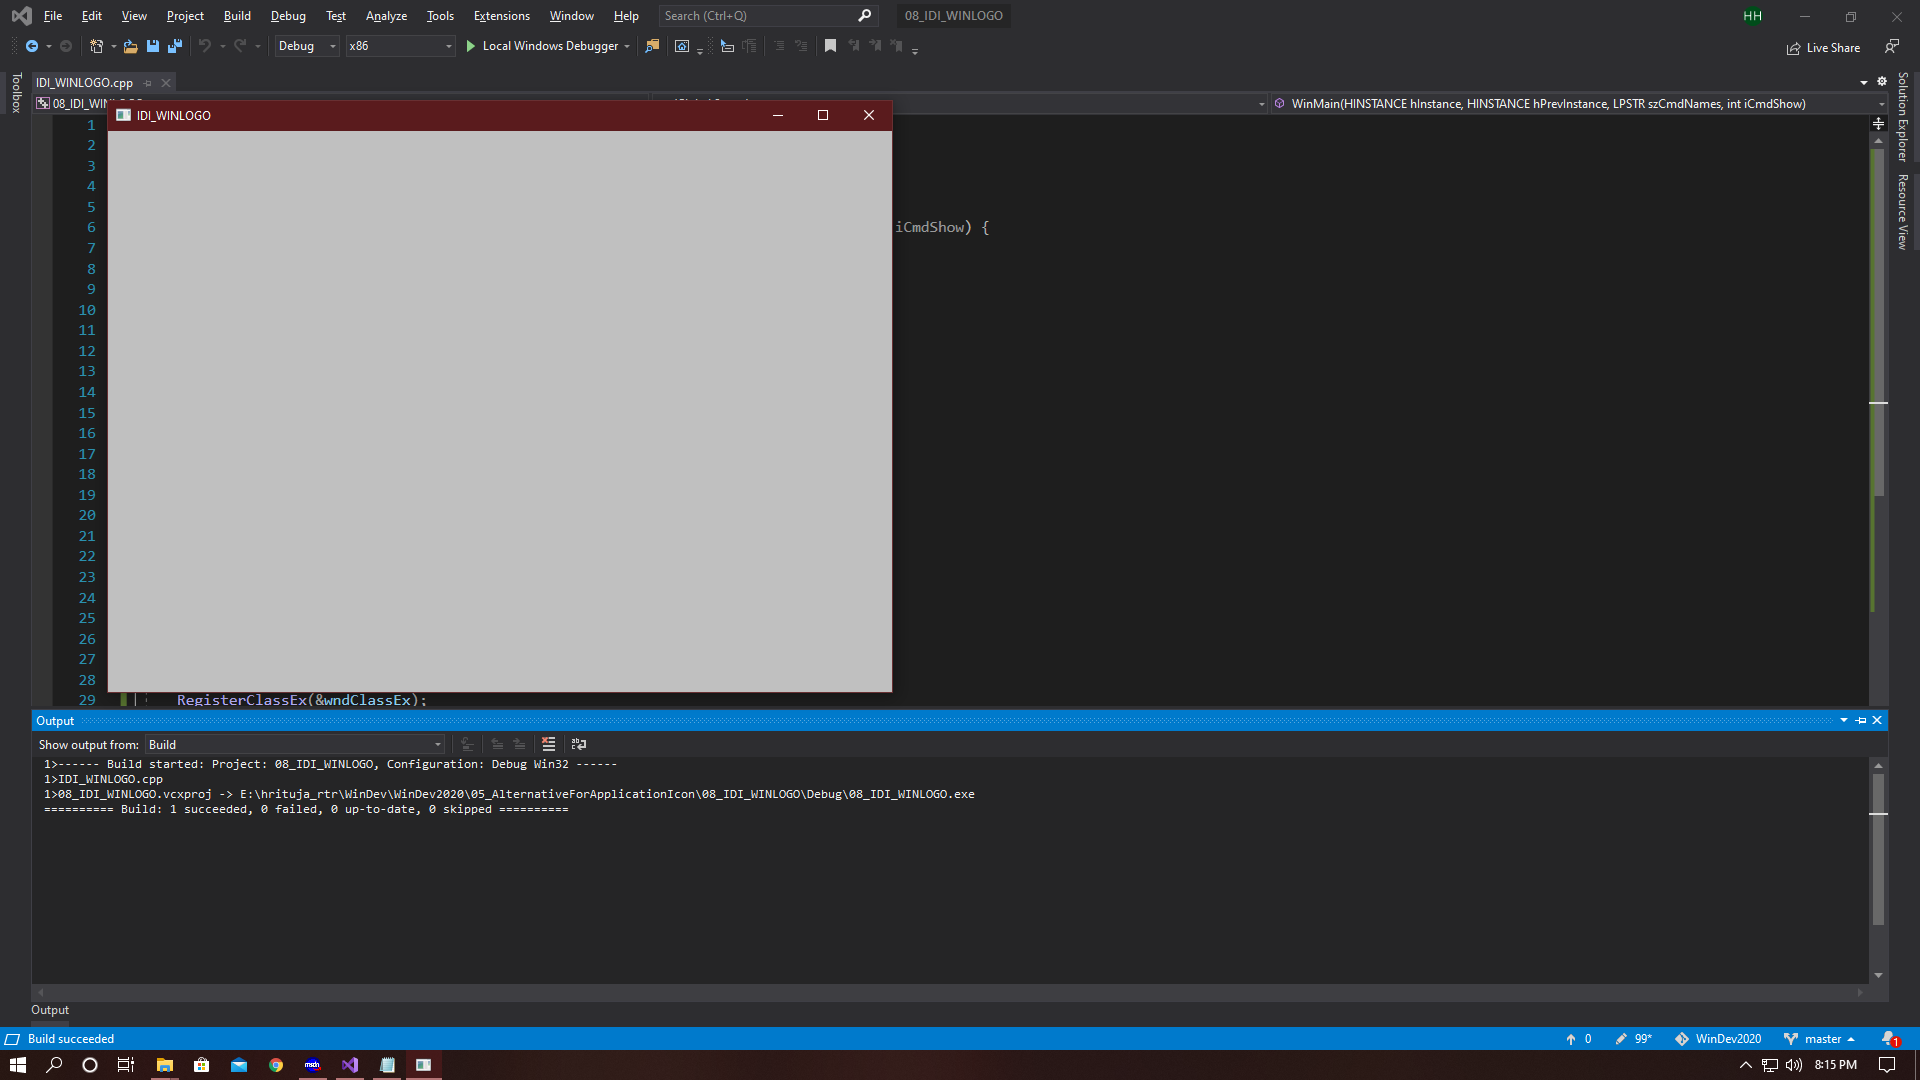 File Edit View Project Build Debug Test Analyze Tools Extensions Window Help Search (Ctrl+Q) 08_IDI_WINLOGO HH
Debug x86 Local Windows Debugger Live Share
Toolbox
IDI_WINLOGO.cpp
08_IDI_WIN
WinMain(HINSTANCE hInstance, HINSTANCE hPrevInstance, LPSTR szCmdNames, int iCmdShow)
IDI_WINLOGO
Solution Explorer
Resource View
1
2
3
4
5
6 iCmdShow) {
7
8
9
10
11
12
13
14
15
16
17
18
19
20
21
22
23
24
25
26
27
28
29 RegisterClassEx(&wndClassEx);
Output
Show output from: Build
1>------ Build started: Project: 08_IDI_WINLOGO, Configuration: Debug Win32 ------
1>IDI_WINLOGO.cpp
1>08_IDI_WINLOGO.vcxproj -> E:\hrituja_rtr\WinDev\WinDev2020\05_AlternativeForApplicationIcon\08_IDI_WINLOGO\Debug\08_IDI_WINLOGO.exe
========== Build: 1 succeeded, 0 failed, 0 up-to-date, 0 skipped ==========
Output
Build succeeded 0 99* WinDev2020 master 1
msdn 8:15 PM